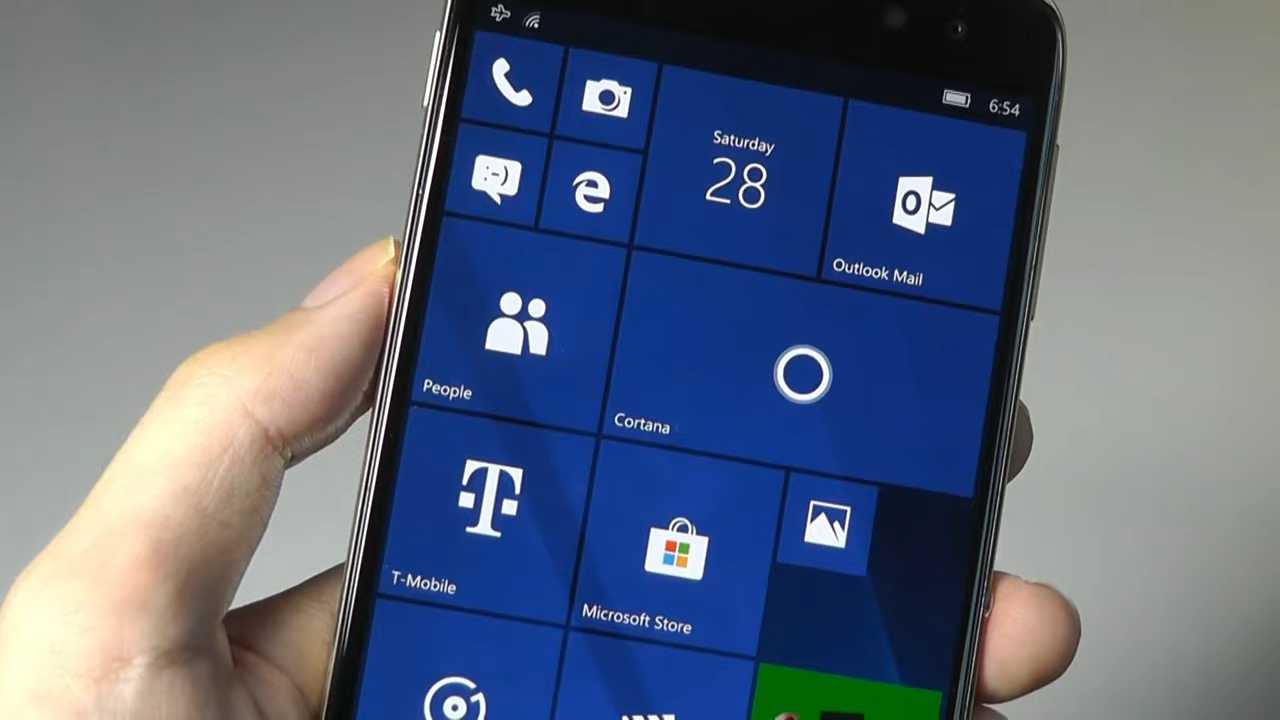 6:54
Saturday
28
Outlook Mail
People
Cortana
T-Mobile
Microsoft Store